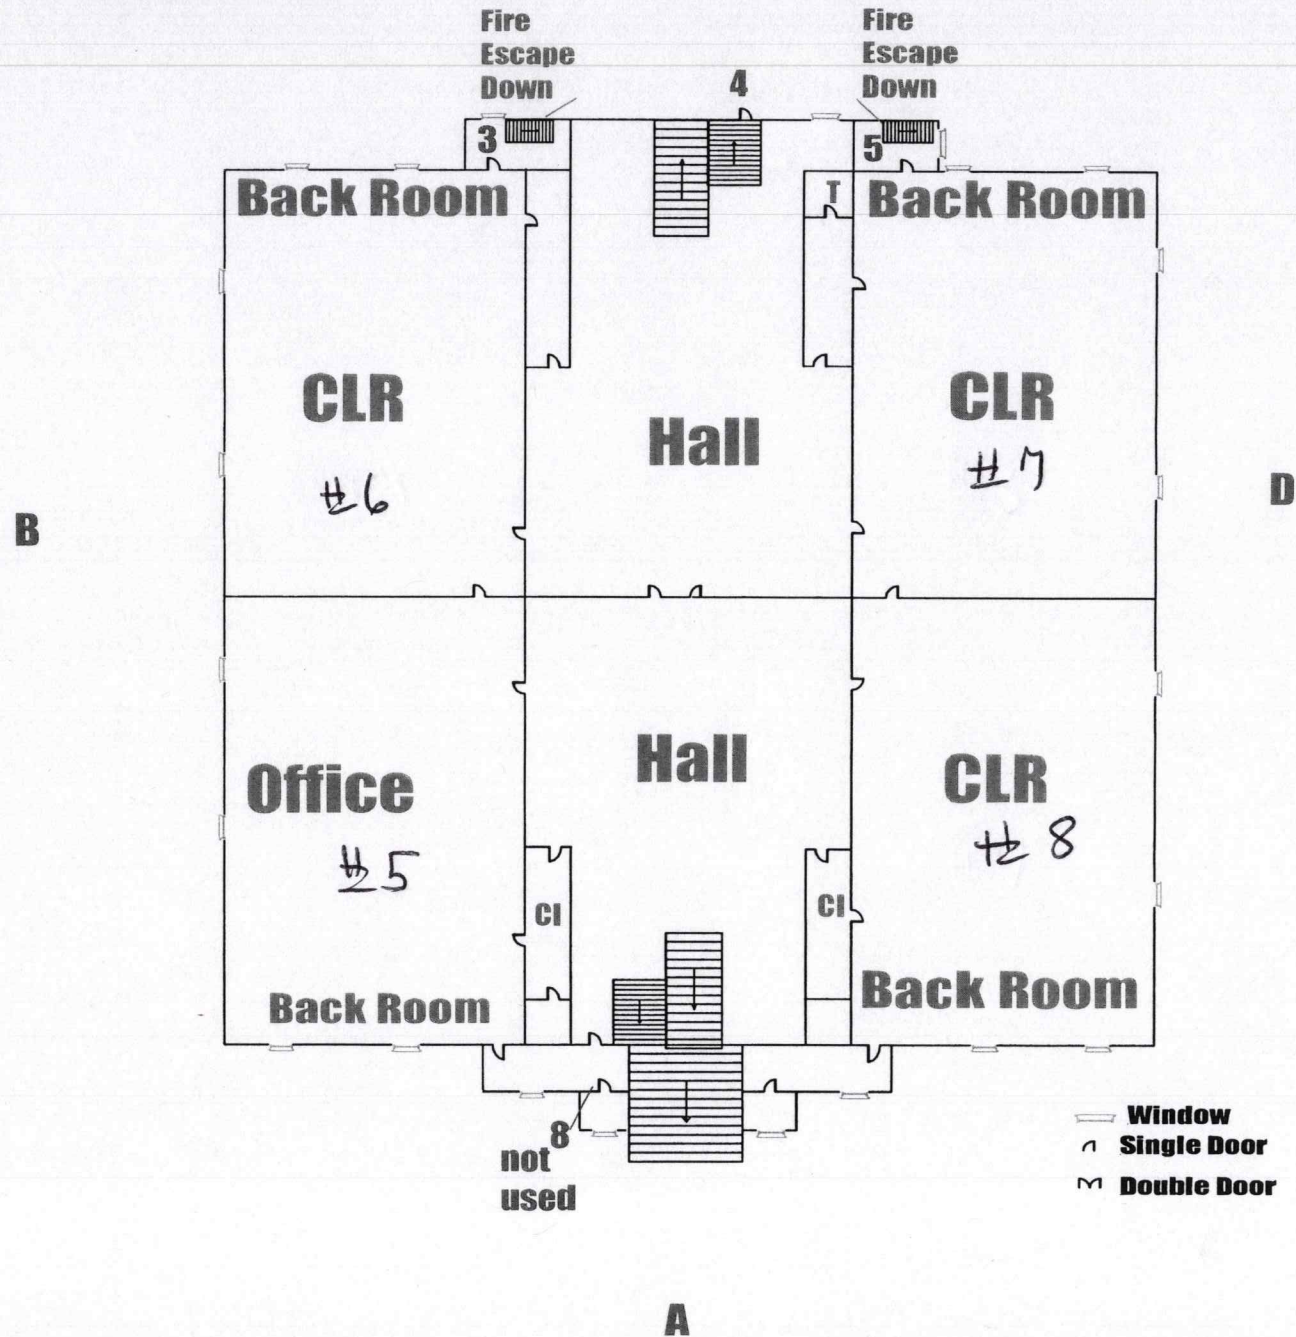 Fire
Escape
Down
Fire
Escape
Down
4
3
5
Back Room
T
Back Room
CLR
#6
Hall
CLR
#7
B
D
Office
#5
Hall
CLR
#8
Cl
Cl
Back Room
Back Room
8
not
used
Window
Single Door
Double Door
A